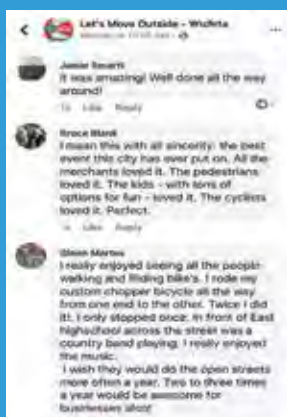 Let's Move Outside - Wichita
It was amazing! Well done all the way
around!
Like Reply
Bruce Blank
I mean this with all sincerity: the best
event this city has ever put on. All the
merchants loved it. The pedestrians
loved it. The kids - with tons of
options for fun - loved it. The cyclists
loved it. Perfect.
Like Reply
I really enjoyed seeing all the people
walking and Riding bike's. I rode my
custom chopper bicycle all the way
from one end to the other. Twice I did
it!. I only stopped once. In front of East
highschool across the street was a
country band playing. I really enjoyed
the music.
I wish they would do the open streets
more often a year. Two to three times
a year would be awesome for
businesses alont